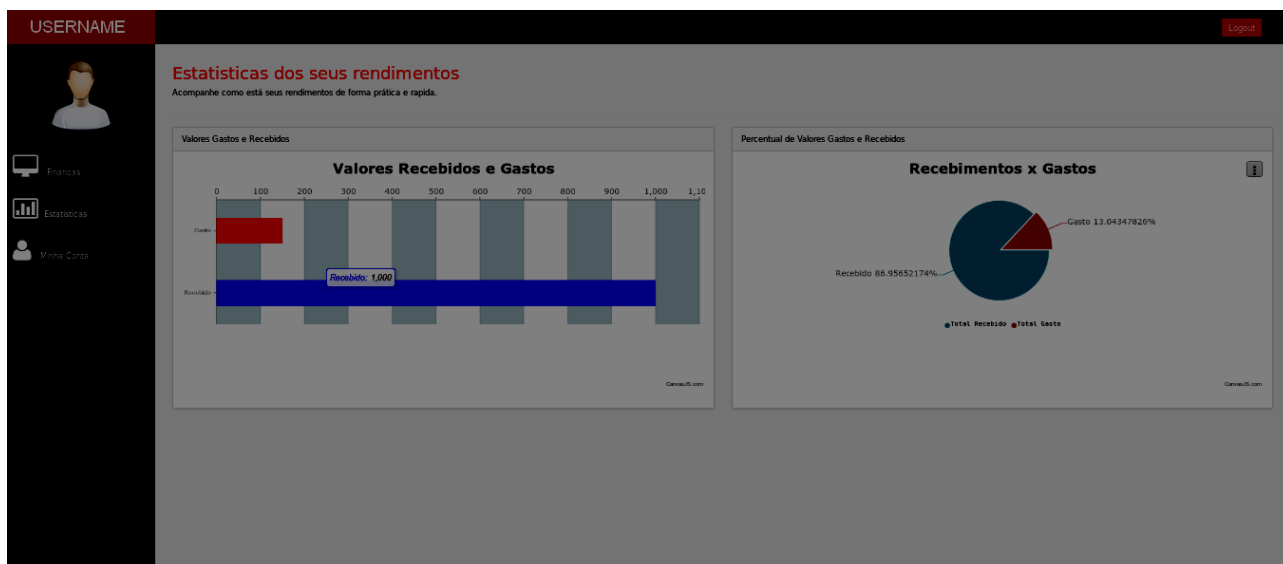 USERNAME
Logout
Estatisticas dos seus rendimentos
Acompanhe como está seus rendimentos de forma prática e rapida.
Finanças
Estatísticas
Minha Conta
Valores Gastos e Recebidos
Valores Recebidos e Gastos
0 100 200 300 400 500 600 700 800 900 1,000 1,10
Gasto
Recebido: 1,000
Recebido
CanvasJS.com
Percentual de Valores Gastos e Recebidos
Recebimentos x Gastos
Gasto 13.04347826%
Recebido 86.95652174%
Total Recebido Total Gasto
CanvasJS.com